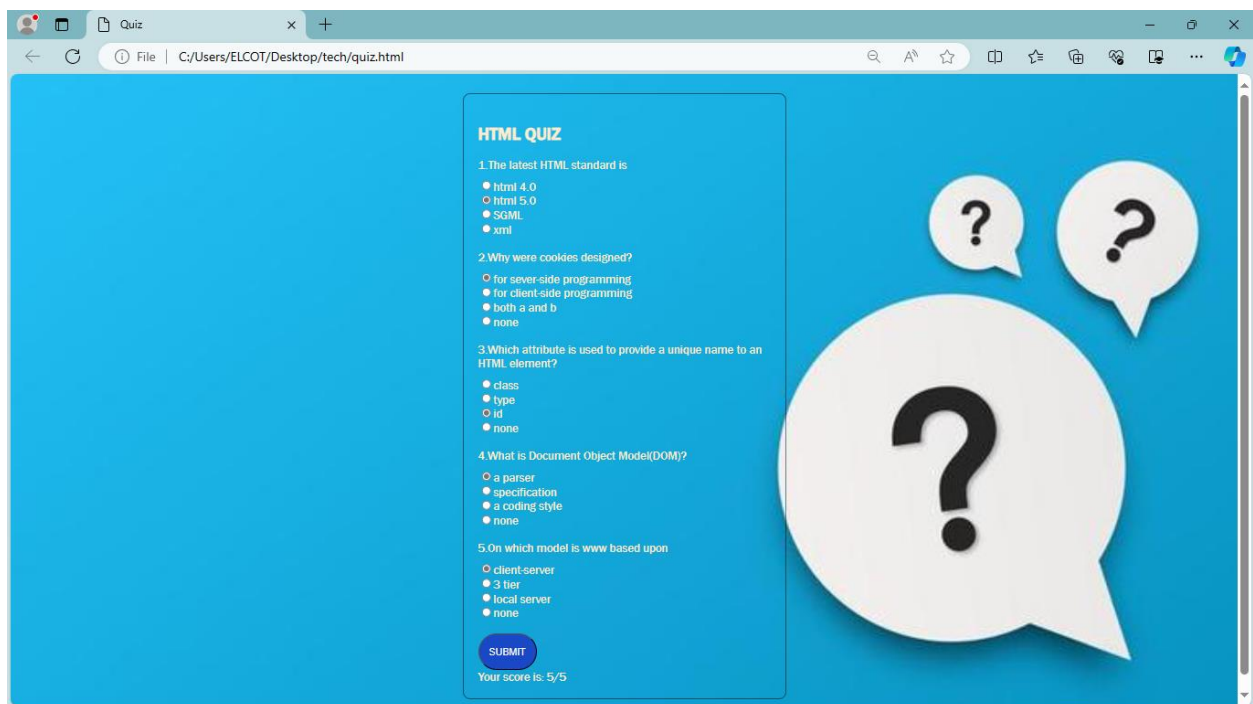 Quiz
File
C:/Users/ELCOT/Desktop/tech/quiz.html
HTML QUIZ
1.The latest HTML standard is
html 4.0
html 5.0
SGML
xml
2.Why were cookies designed?
for sever-side programming
for client-side programming
both a and b
none
3.Which attribute is used to provide a unique name to an
HTML element?
class
type
id
none
4.What is Document Object Model(DOM)?
a parser
specification
a coding style
none
5.On which model is www based upon
client-server
3 tier
local server
none
SUBMIT
Your score is: 5/5
?
?
?